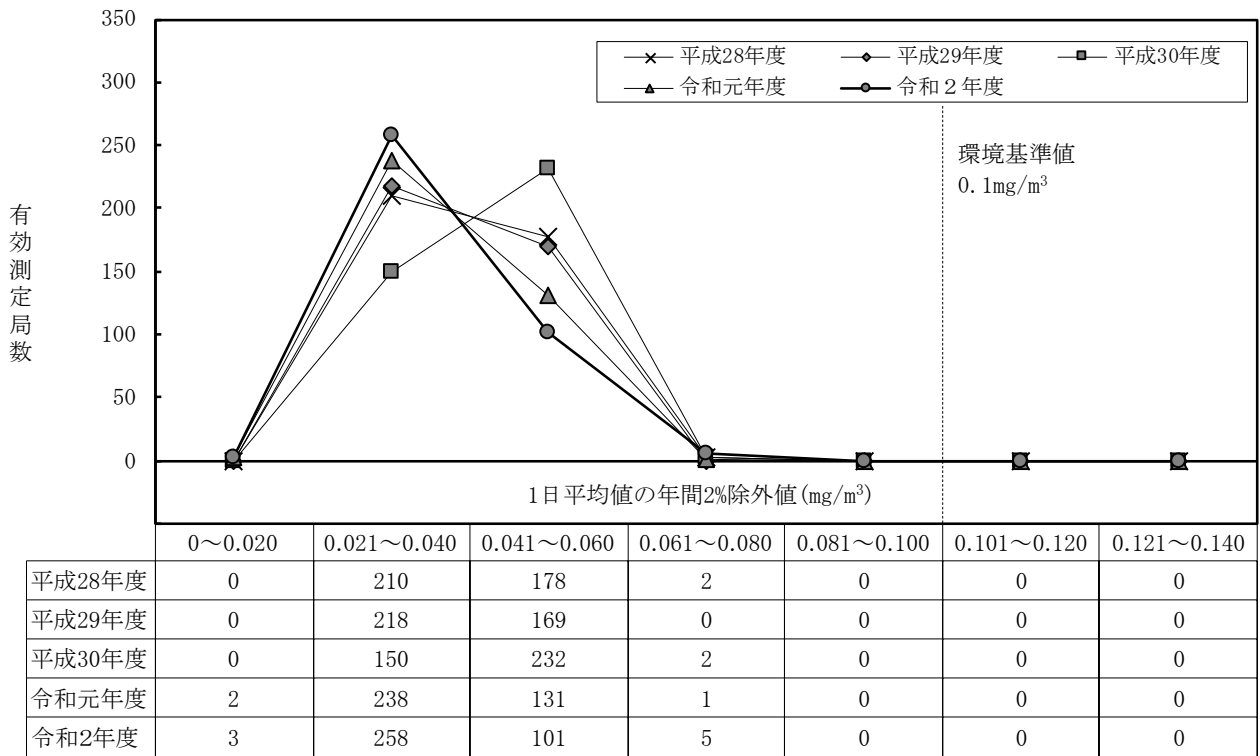 350
300
250
200
150
100
50
0
有効測定局数
平成28年度 平成29年度 平成30年度
令和元年度 令和２年度
環境基準値
0.1mg/m³
1日平均値の年間2%除外値(mg/m³)
0～0.020 0.021～0.040 0.041～0.060 0.061～0.080 0.081～0.100 0.101～0.120 0.121～0.140
平成28年度 0 210 178 2 0 0 0
平成29年度 0 218 169 0 0 0 0
平成30年度 0 150 232 2 0 0 0
令和元年度 2 238 131 1 0 0 0
令和2年度 3 258 101 5 0 0 0